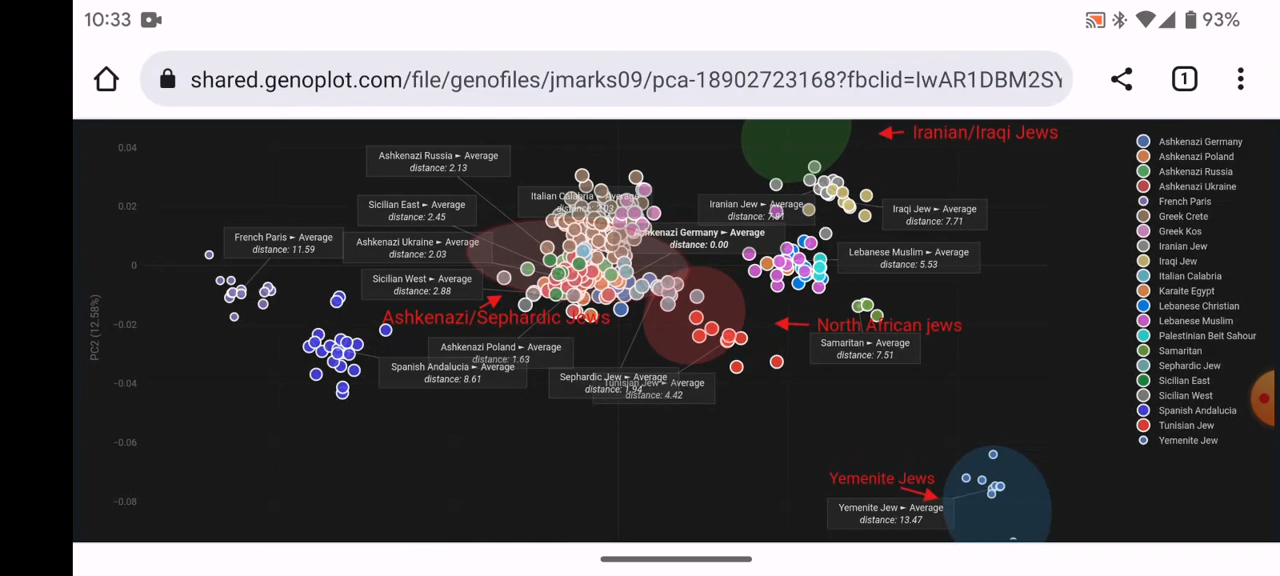 10:33
93%
shared.genoplot.com/file/genofiles/jmarks09/pca-18902723168?fbclid=IwAR1DBM2SY
Iranian/Iraqi Jews
0.04
0.02
0
-0.02
-0.04
-0.06
-0.08
PC2 (12.58%)
Ashkenazi Russia ► Average
distance: 2.13
Sicilian East ► Average
distance: 2.45
Italian Calabria ► Average
French Paris ► Average
distance: 11.59
Ashkenazi Ukraine ► Average
distance: 2.03
Ashkenazi Germany ► Average
distance: 0.00
Iranian Jew ► Average
distance: 7.81
Iraqi Jew ► Average
distance: 7.71
Lebanese Muslim ► Average
distance: 5.53
Sicilian West ► Average
distance: 2.88
Ashkenazi/Sephardic Jews
North African jews
Ashkenazi Poland ► Average
distance: 1.63
Samaritan ► Average
distance: 7.51
Spanish Andalucia ► Average
distance: 8.61
Sephardic Jew ► Average
distance: 1.94
Tunisian Jew ► Average
distance: 4.42
Yemenite Jews
Yemenite Jew ► Average
distance: 13.47
Ashkenazi Germany
Ashkenazi Poland
Ashkenazi Russia
Ashkenazi Ukraine
French Paris
Greek Crete
Greek Kos
Iranian Jew
Iraqi Jew
Italian Calabria
Karaite Egypt
Lebanese Christian
Lebanese Muslim
Palestinian Beit Sahour
Samaritan
Sephardic Jew
Sicilian East
Sicilian West
Spanish Andalucia
Tunisian Jew
Yemenite Jew